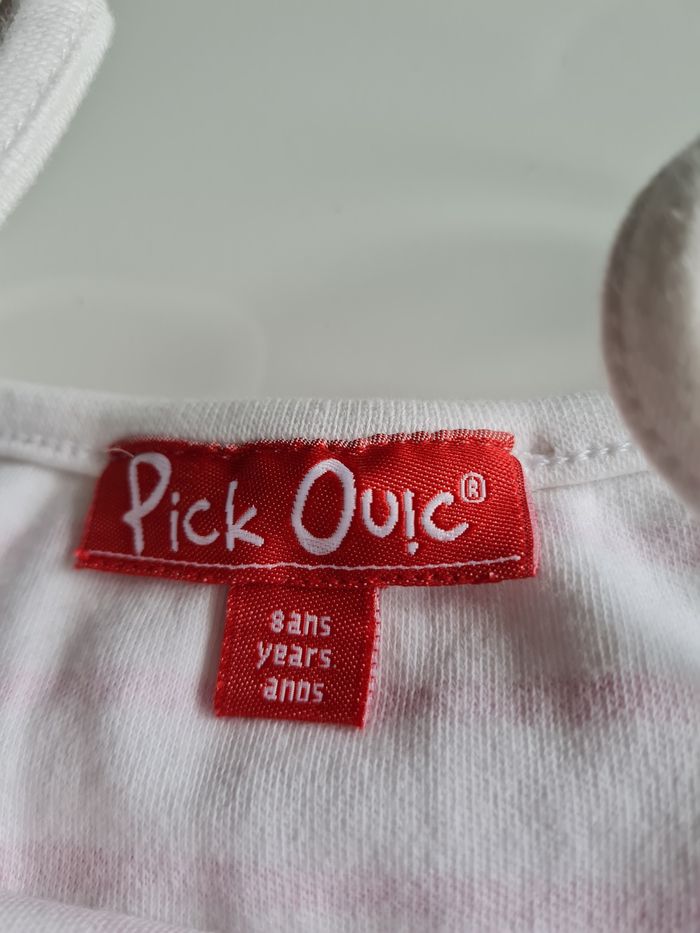 Pick Ouic®
8ans
years
anos